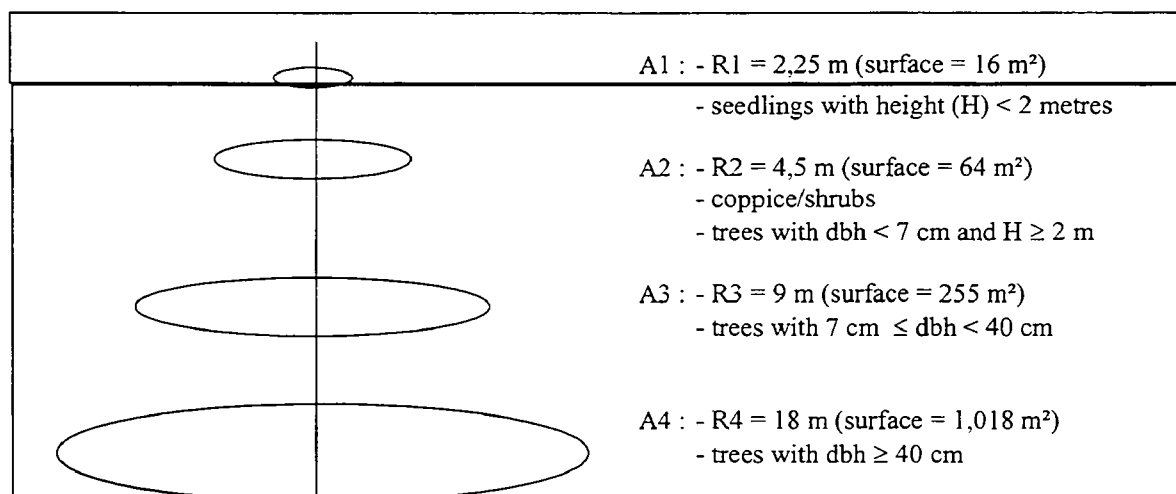 A1 : - R1 = 2,25 m (surface = 16 m²)
- seedlings with height (H) < 2 metres
A2 : - R2 = 4,5 m (surface = 64 m²)
- coppice/shrubs
- trees with dbh < 7 cm and H ≥ 2 m
A3 : - R3 = 9 m (surface = 255 m²)
- trees with 7 cm ≤ dbh < 40 cm
A4 : - R4 = 18 m (surface = 1,018 m²)
- trees with dbh ≥ 40 cm